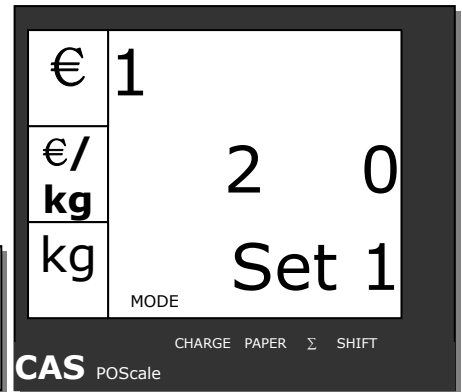 € 1
€/
kg
2 0
kg Set 1
MODE
CHARGE PAPER Σ SHIFT
CAS POScale